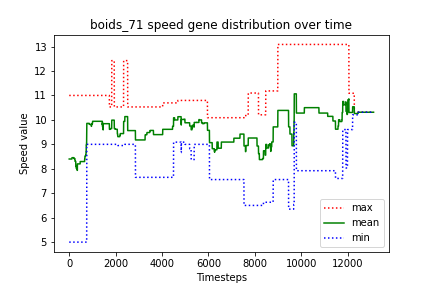 boids_71 speed gene distribution over time
13
12
11
10
9
8
7
6
5
Speed value
0
2000
4000
6000
8000
10000
12000
Timesteps
max
mean
min